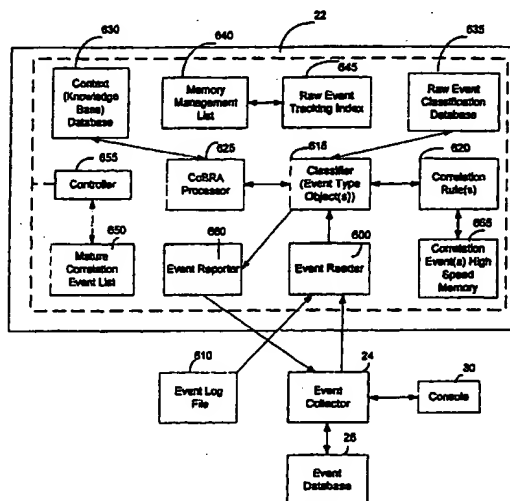 630
640
22
635
Context
(Knowledge
Base)
Database
Memory
Management
List
645
Raw Event
Tracking Index
Raw Event
Classification
Database
655
625
615
620
Controller
CoBRA
Processor
Classifier
(Event Type
Object(s))
Correlation
Rule(s)
650
Mature
Correlation
Event List
660
Event Reporter
600
Event Reader
665
Correlation
Event(s) High
Speed
Memory
610
Event Log
File
24
Event
Collector
30
Console
26
Event
Database